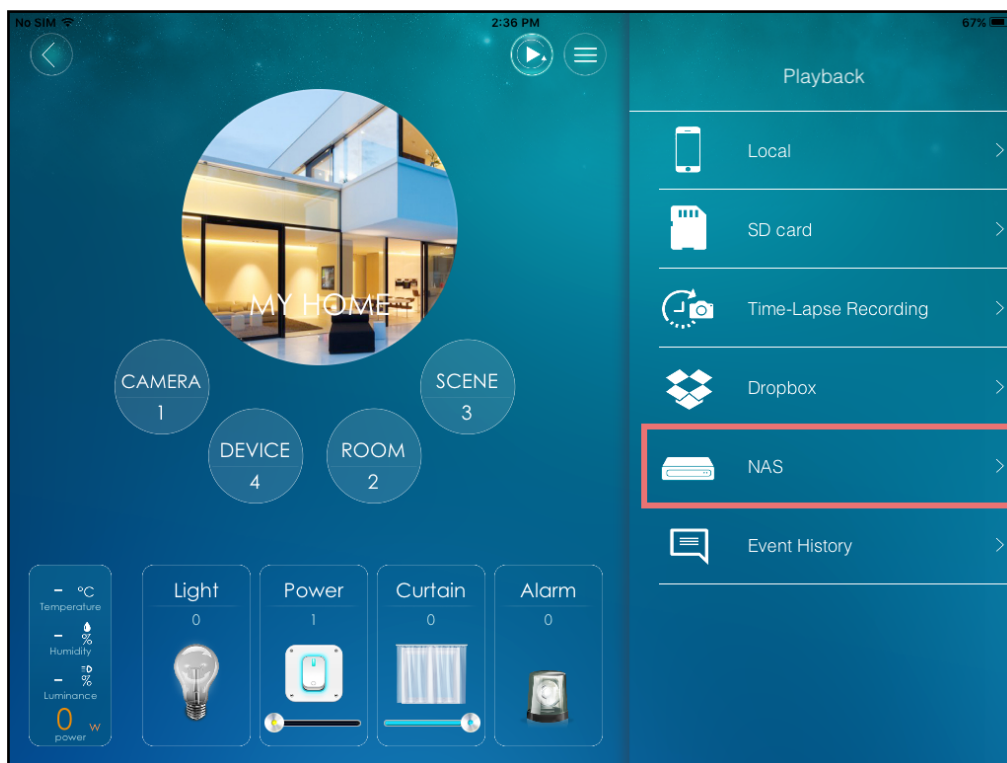 No SIM 2:36 PM 67%
Playback
Local
SD card
Time-Lapse Recording
Dropbox
NAS
Event History
MY HOME
CAMERA
1
SCENE
3
DEVICE
4
ROOM
2
- °C
Temperature
- %
Humidity
- %
Luminance
0 w
power
Light
0
Power
1
Curtain
0
Alarm
0